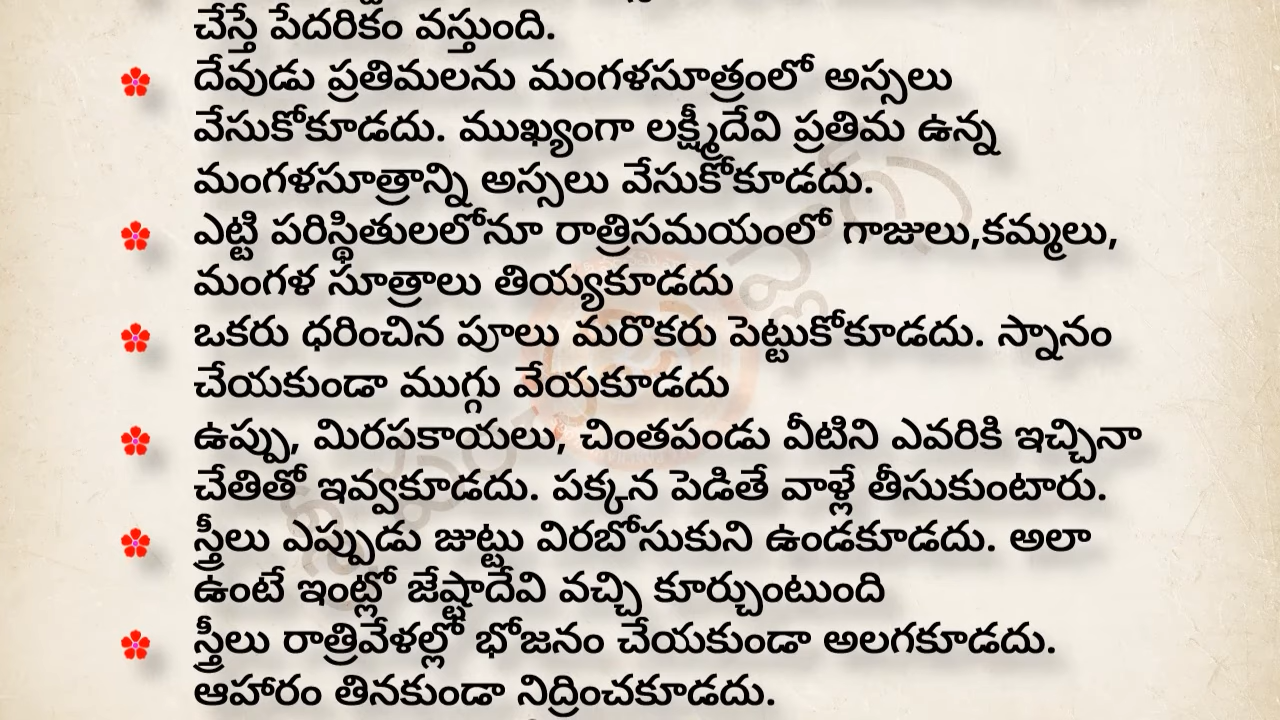 చేస్తే పేదరికం వస్తుంది.
దేవుడు ప్రతిమలను మంగళసూత్రంలో అస్సలు
వేసుకోకూడదు. ముఖ్యంగా లక్ష్మీదేవి ప్రతిమ ఉన్న
మంగళసూత్రాన్ని అస్సలు వేసుకోకూడదు.
ఎట్టి పరిస్థితులలోనూ రాత్రిసమయంలో గాజులు,కమ్మలు,
మంగళ సూత్రాలు తియ్యకూడదు
ఒకరు ధరించిన పూలు మరొకరు పెట్టుకోకూడదు. స్నానం
చేయకుండా ముగ్గు వేయకూడదు
ఉప్పు, మిరపకాయలు, చింతపండు వీటిని ఎవరికి ఇచ్చినా
చేతితో ఇవ్వకూడదు. పక్కన పెడితే వాళ్లే తీసుకుంటారు.
స్త్రీలు ఎప్పుడు జుట్టు విరబోసుకుని ఉండకూడదు. అలా
ఉంటే ఇంట్లో జేష్టాదేవి వచ్చి కూర్చుంటుంది
స్త్రీలు రాత్రివేళల్లో భోజనం చేయకుండా అలగకూడదు.
ఆహారం తినకుండా నిద్రించకూడదు.